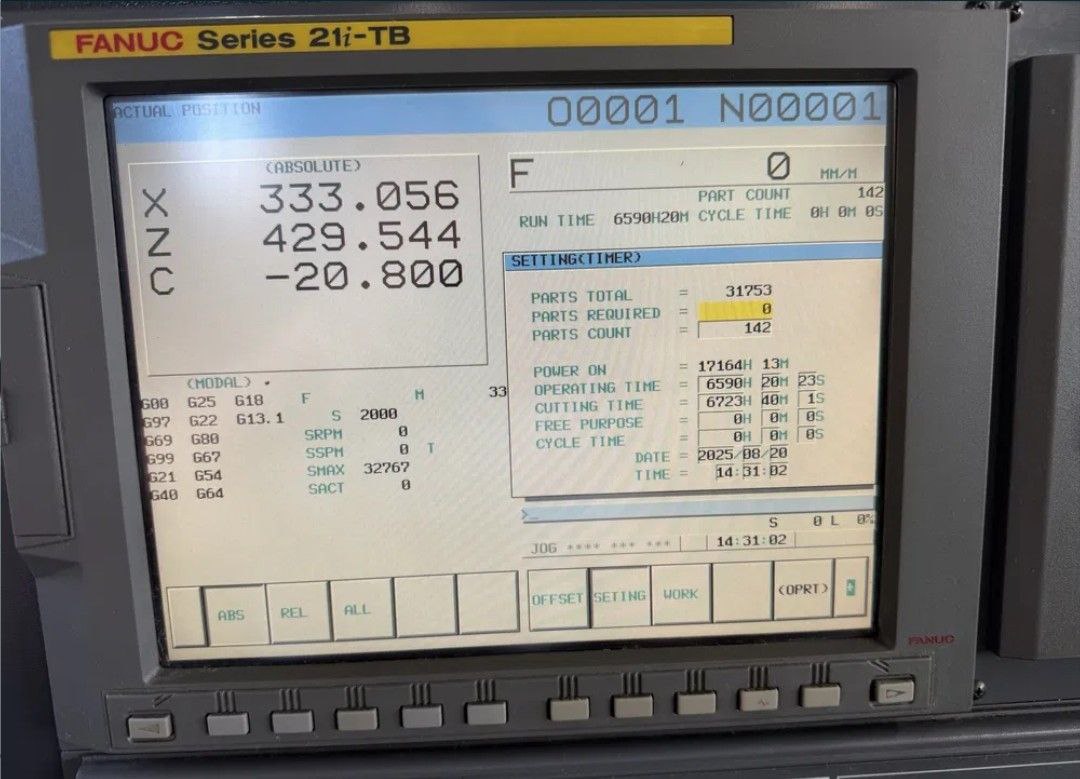 FANUC Series 21i-TB
ACTUAL POSITION O0001 N00001
(ABSOLUTE)
X 333.056
Z 429.544
C -20.800
F 0 MM/M
PART COUNT 142
RUN TIME 6590H20M CYCLE TIME 0H 0M 0S
SETTING(TIMER)
PARTS TOTAL = 31753
PARTS REQUIRED = 0
PARTS COUNT = 142
POWER ON = 17164H 13M
OPERATING TIME = 6590H 20M 23S
CUTTING TIME = 6723H 40M 1S
FREE PURPOSE = 0H 0M 0S
CYCLE TIME = 0H 0M 0S
DATE = 2025/08/20
TIME = 14:31:02
(MODAL)
G00 G25 G18 F M 33
G97 G22 G13.1 S 2000
G69 G80 SRPM 0
G99 G67 SSPM 0 T
G21 G54 SMAX 32767
G40 G64 SACT 0
>_
S 0 L 0%
JOG **** *** *** 14:31:02
ABS REL ALL
OFFSET SETING WORK (OPRT)
FANUC